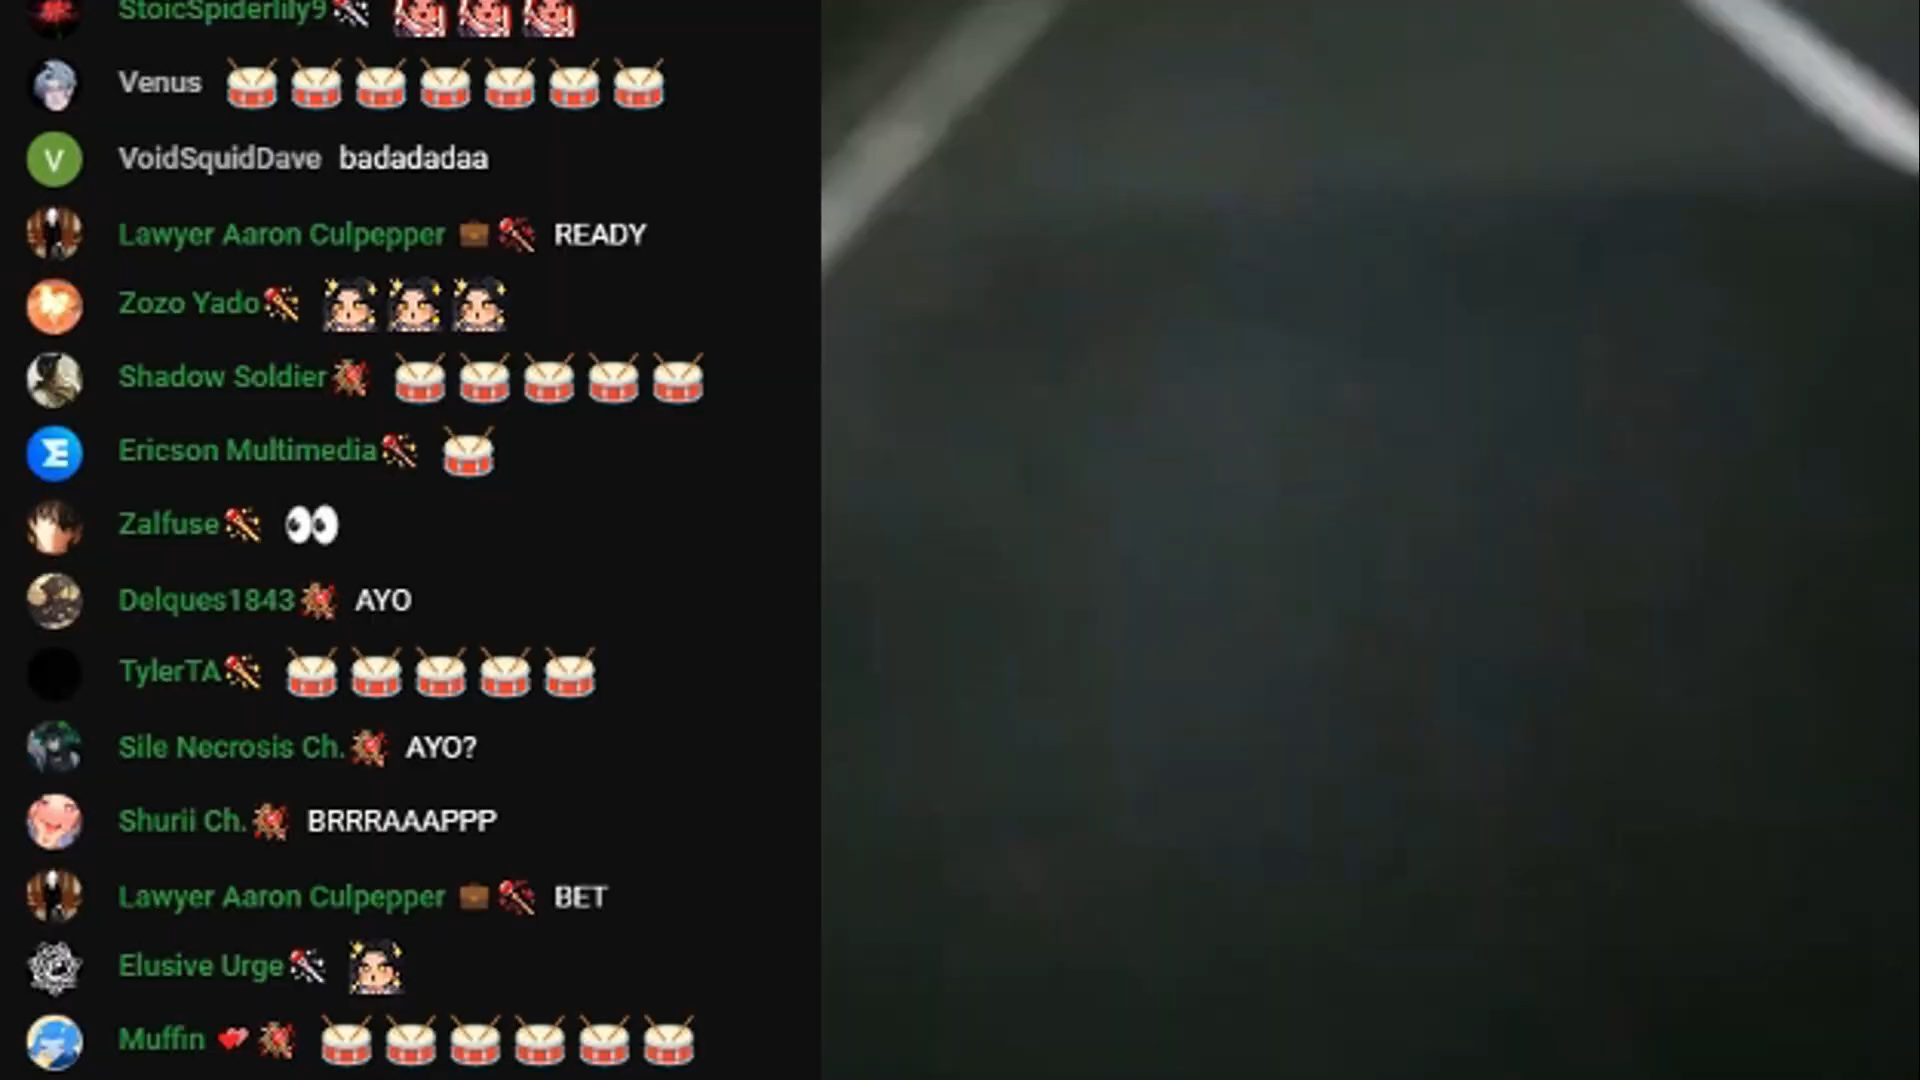 StoicSpiderlily9
Venus 🥁🥁🥁🥁🥁🥁🥁
V VoidSquidDave badadadaa
Lawyer Aaron Culpepper 💼 READY
Zozo Yado
Shadow Soldier 🥁🥁🥁🥁🥁
Σ Ericson Multimedia 🥁
Zalfuse 👀
Delques1843 AYO
TylerTA 🥁🥁🥁🥁🥁
Sile Necrosis Ch. AYO?
Shurii Ch. BRRRAAAPPP
Lawyer Aaron Culpepper 💼 BET
Elusive Urge
Muffin ❤️ 🥁🥁🥁🥁🥁🥁